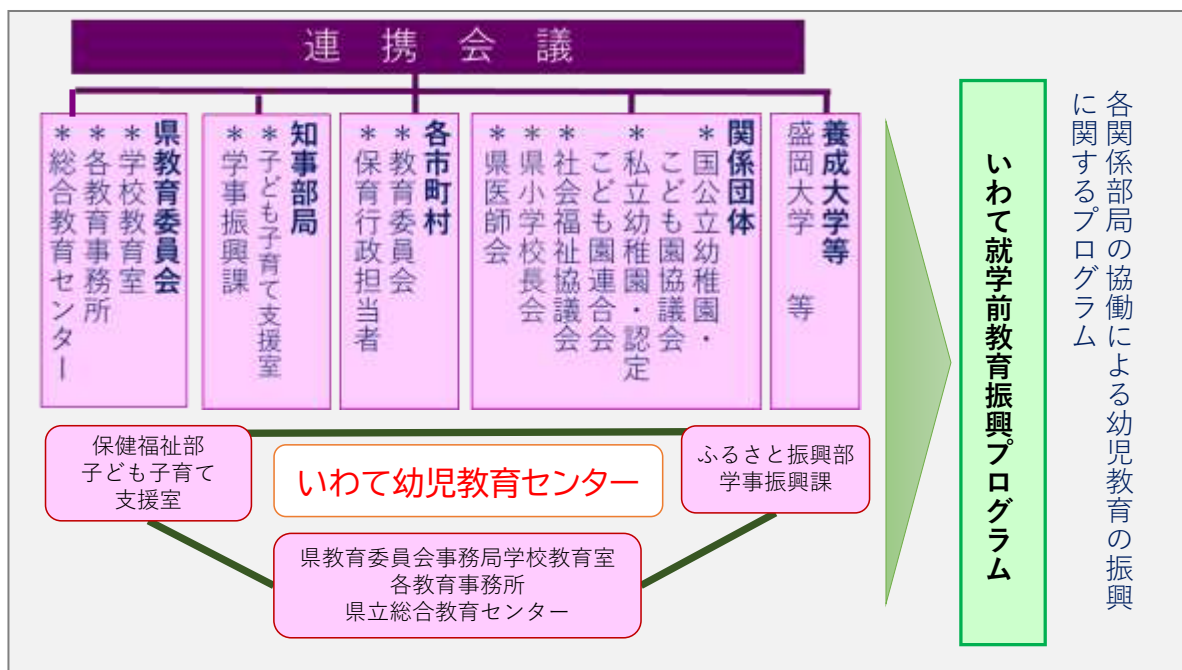 連携会議
県教育委員会
＊学校教育室
＊各教育事務所
＊総合教育センター
知事部局
＊子ども子育て支援室
＊学事振興課
各市町村
＊教育委員会
＊保育行政担当者
関係団体
＊国公立幼稚園・
こども園協議会
＊私立幼稚園・認定
こども園連合会
＊社会福祉協議会
＊県小学校長会
＊県医師会
養成大学等
盛岡大学　等
保健福祉部
子ども子育て
支援室
いわて幼児教育センター
ふるさと振興部
学事振興課
県教育委員会事務局学校教育室
各教育事務所
県立総合教育センター
いわて就学前教育振興プログラム
各関係部局の協働による幼児教育の振興
に関するプログラム